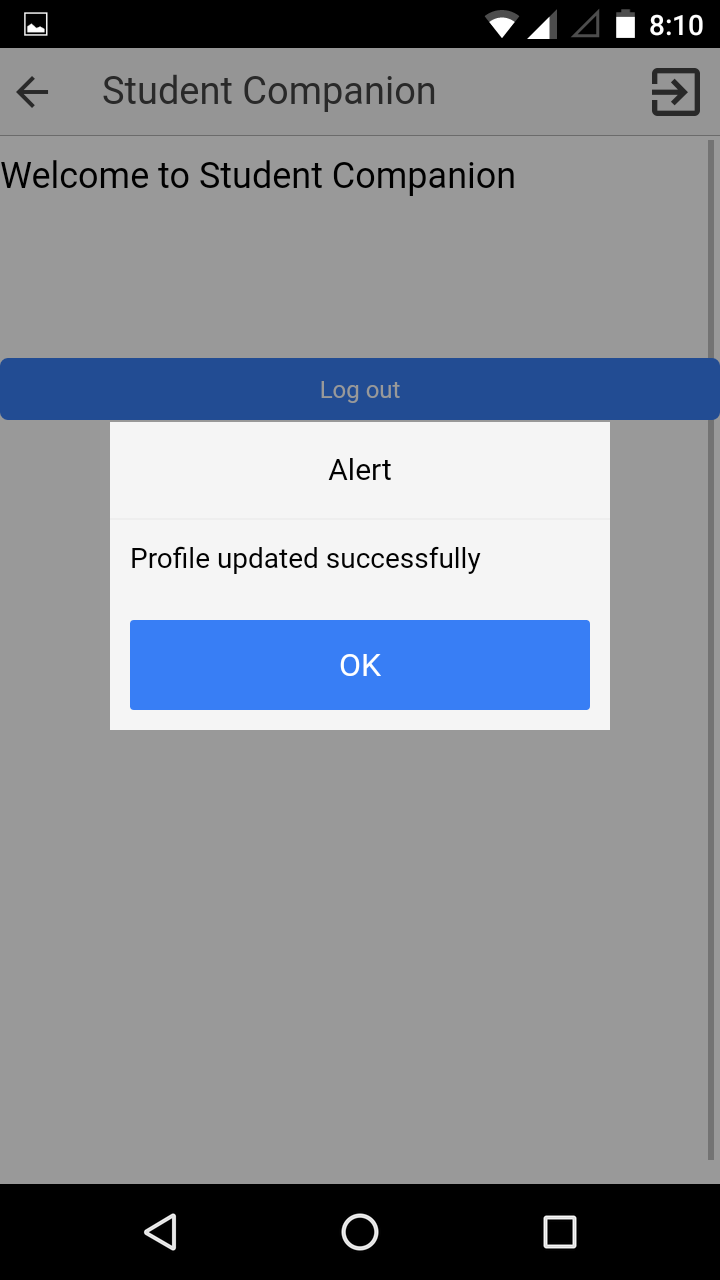 8:10
Student Companion
Welcome to Student Companion
Log out
Alert
Profile updated successfully
OK